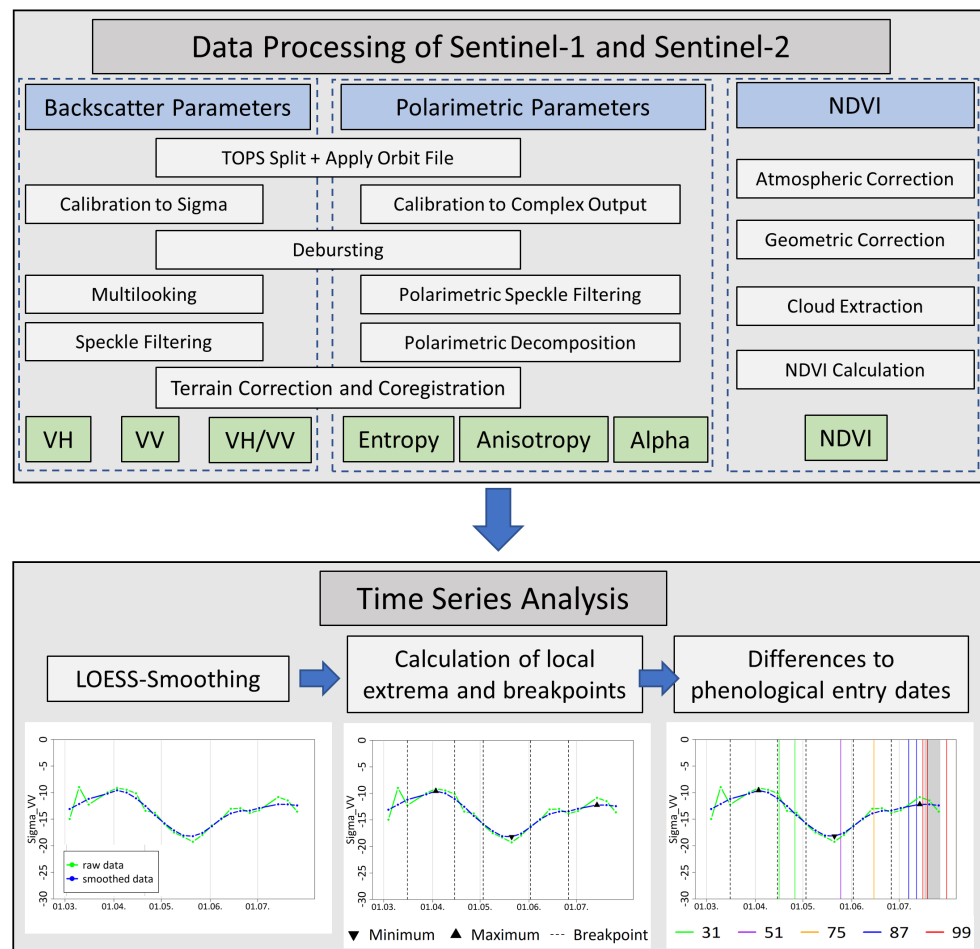 Data Processing of Sentinel-1 and Sentinel-2
Backscatter Parameters
Polarimetric Parameters
NDVI
TOPS Split + Apply Orbit File
Calibration to Sigma
Calibration to Complex Output
Debursting
Multilooking
Polarimetric Speckle Filtering
Speckle Filtering
Polarimetric Decomposition
Terrain Correction and Coregistration
Atmospheric Correction
Geometric Correction
Cloud Extraction
NDVI Calculation
VH
VV
VH/VV
Entropy
Anisotropy
Alpha
NDVI
Time Series Analysis
LOESS-Smoothing
Calculation of local
extrema and breakpoints
Differences to
phenological entry dates
Sigma_VV
0
-5
-10
-15
-20
-25
-30
raw data
smoothed data
01.03.
01.04.
01.05.
01.06.
01.07.
Sigma_VV
0
-5
-10
-15
-20
-25
-30
01.03.
01.04.
01.05.
01.06.
01.07.
Minimum
Maximum
Breakpoint
Sigma_VV
0
-5
-10
-15
-20
-25
-30
01.03.
01.04.
01.05.
01.06.
01.07.
31
51
75
87
99